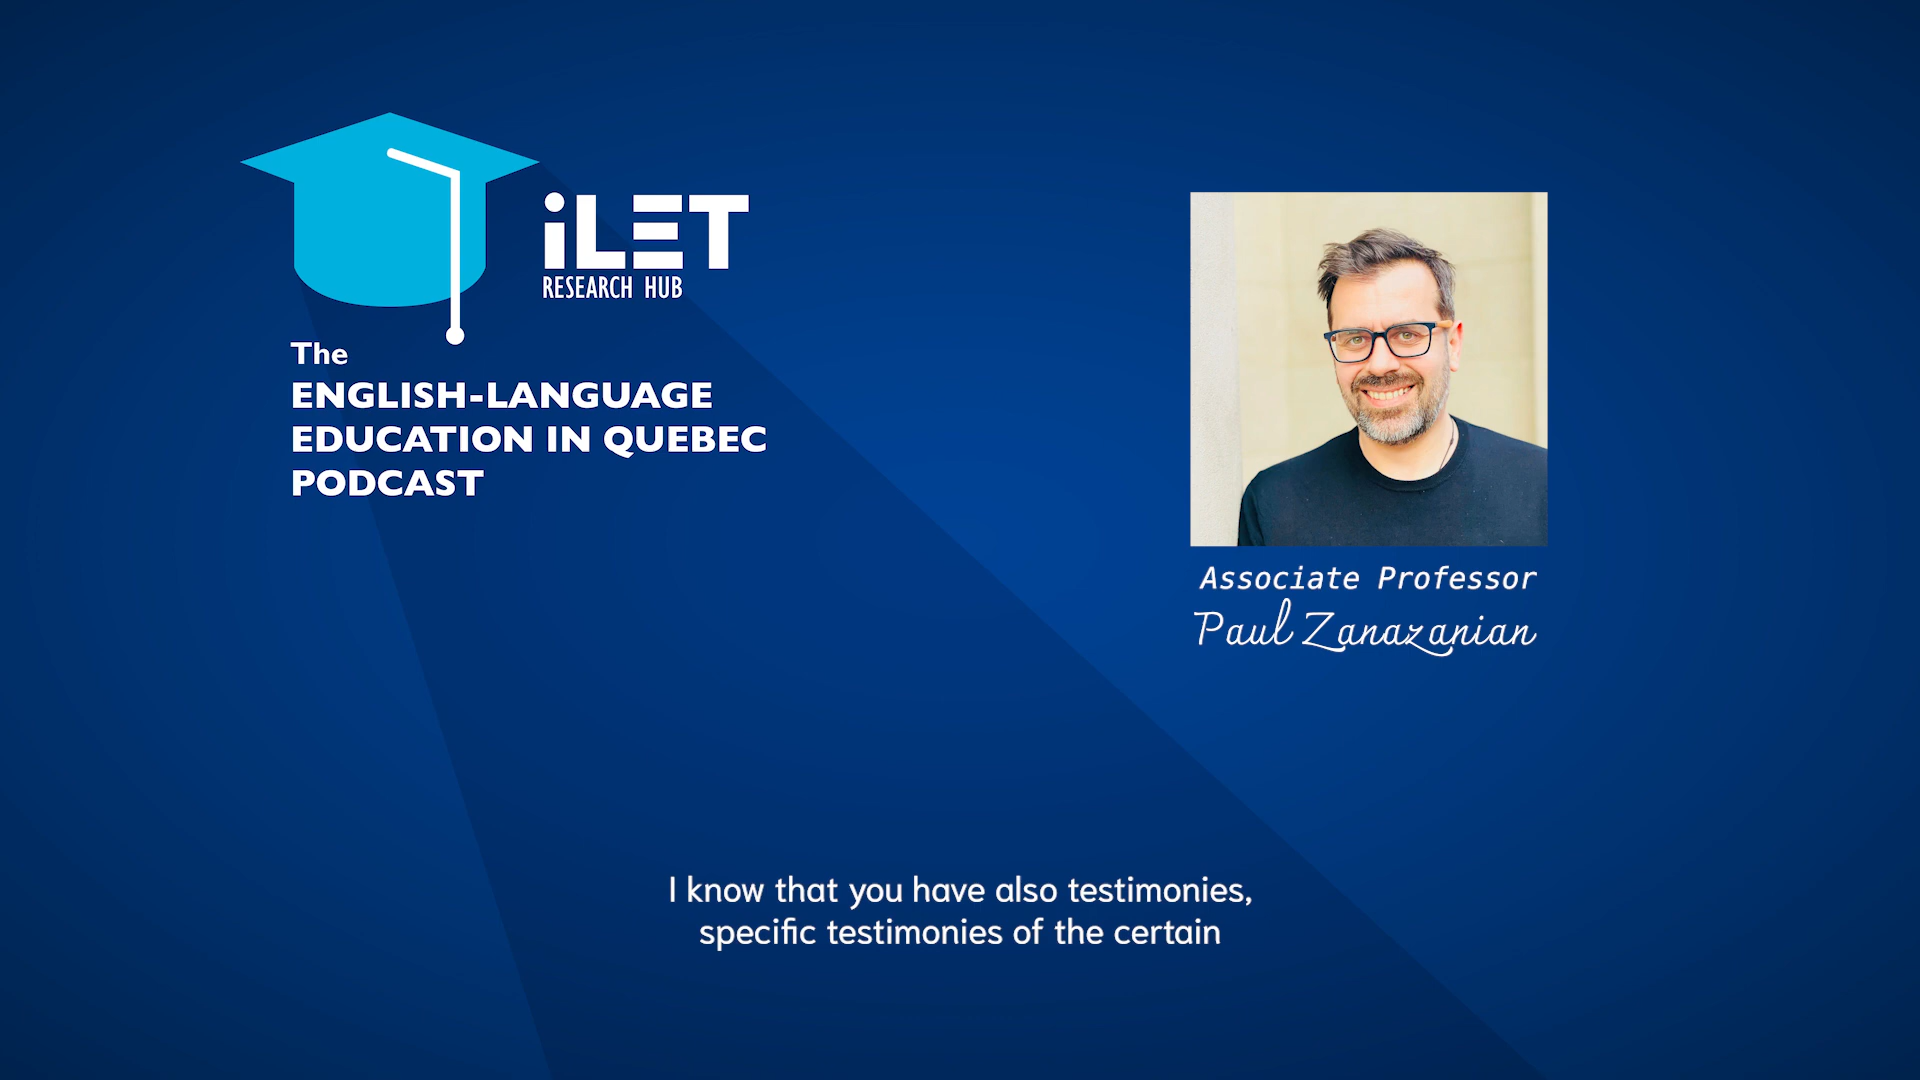 iLET
RESEARCH HUB
The
ENGLISH-LANGUAGE
EDUCATION IN QUEBEC
PODCAST
Associate Professor
Paul Zanazanian
I know that you have also testimonies,
specific testimonies of the certain